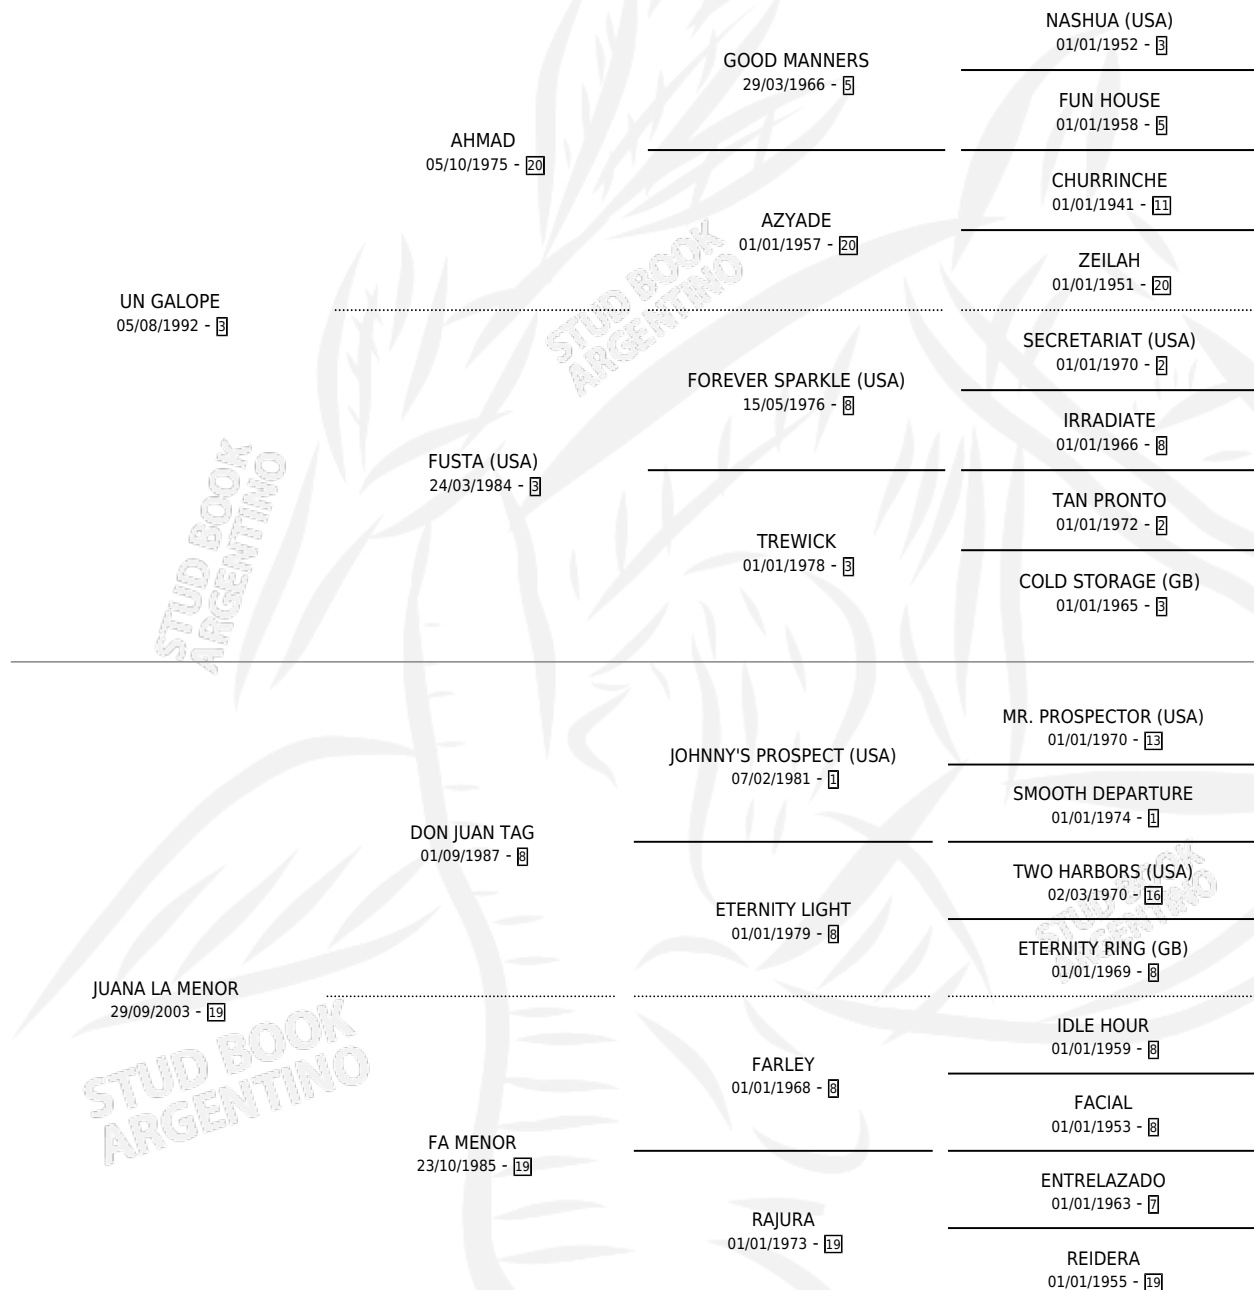 NASHUA (USA)
01/01/1952 - 3
GOOD MANNERS
29/03/1966 - 5
FUN HOUSE
01/01/1958 - 5
AHMAD
05/10/1975 - 20
CHURRINCHE
01/01/1941 - 11
AZYADE
01/01/1957 - 20
ZEILAH
01/01/1951 - 20
UN GALOPE
05/08/1992 - 3
STUD BOOK
ARGENTINO
SECRETARIAT (USA)
01/01/1970 - 2
FOREVER SPARKLE (USA)
15/05/1976 - 8
IRRADIATE
01/01/1966 - 8
FUSTA (USA)
24/03/1984 - 3
TAN PRONTO
01/01/1972 - 2
TREWICK
01/01/1978 - 3
COLD STORAGE (GB)
01/01/1965 - 3
STUD BOOK
ARGENTINO
MR. PROSPECTOR (USA)
01/01/1970 - 13
JOHNNY'S PROSPECT (USA)
07/02/1981 - 1
SMOOTH DEPARTURE
01/01/1974 - 1
DON JUAN TAG
01/09/1987 - 8
TWO HARBORS (USA)
02/03/1970 - 16
STUD BOOK
ARGENTINO
ETERNITY LIGHT
01/01/1979 - 8
ETERNITY RING (GB)
01/01/1969 - 8
JUANA LA MENOR
29/09/2003 - 19
STUD BOOK
ARGENTINO
IDLE HOUR
01/01/1959 - 8
FARLEY
01/01/1968 - 8
FACIAL
01/01/1953 - 8
FA MENOR
23/10/1985 - 19
ENTRELAZADO
01/01/1963 - 7
RAJURA
01/01/1973 - 19
REIDERA
01/01/1955 - 19